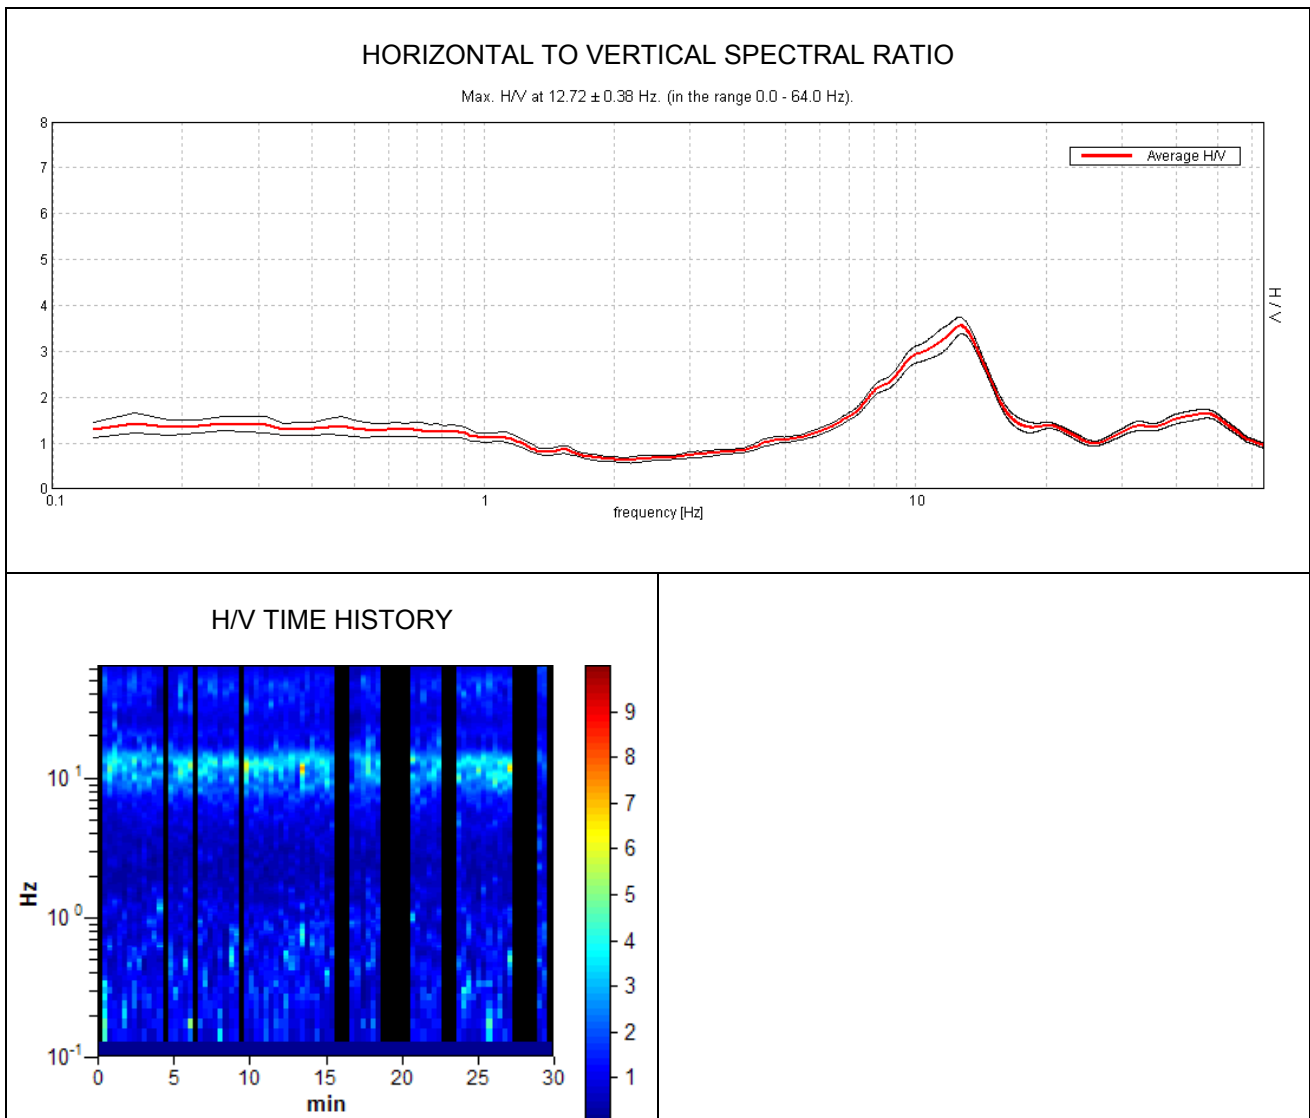 HORIZONTAL TO VERTICAL SPECTRAL RATIO
Max. H/V at 12.72 ± 0.38 Hz. (in the range 0.0 - 64.0 Hz).
8
7
6
5
4
3
2
1
0
Average H/V
H / V
0.1 1 10
frequency [Hz]
H/V TIME HISTORY
10¹
10⁰
10⁻¹
Hz
0 5 10 15 20 25 30
min
9
8
7
6
5
4
3
2
1